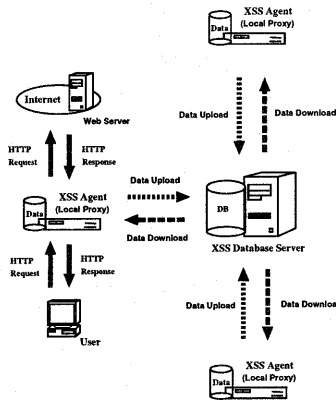 XSS Agent
(Local Proxy)
Data
Internet
Web Server
Data Upload
Data Download
HTTP
Request
HTTP
Response
XSS Agent
(Local Proxy)
Data
Data Upload
Data Download
DB
XSS Database Server
HTTP
Request
HTTP
Response
User
Data Upload
Data Download
XSS Agent
(Local Proxy)
Data